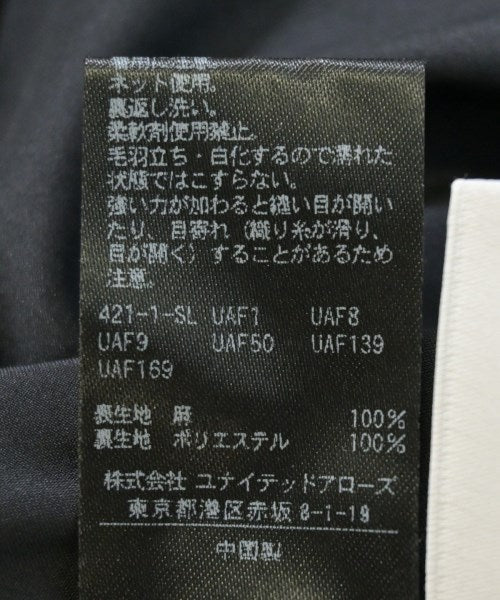 ネット使用。
裏返し洗い。
柔軟剤使用禁止。
毛羽立ち・白化するので濡れた
状態ではこすらない。
強い力が加わると縫い目が開い
たり、目寄れ（織り糸が滑り、
目が開く）することがあるため
注意。
421-1-SL UAF1 UAF8
UAF9 UAF50 UAF139
UAF169
表生地 麻 100%
裏生地 ポリエステル 100%
株式会社 ユナイテッドアローズ
東京都港区赤坂 8-1-19
中国製